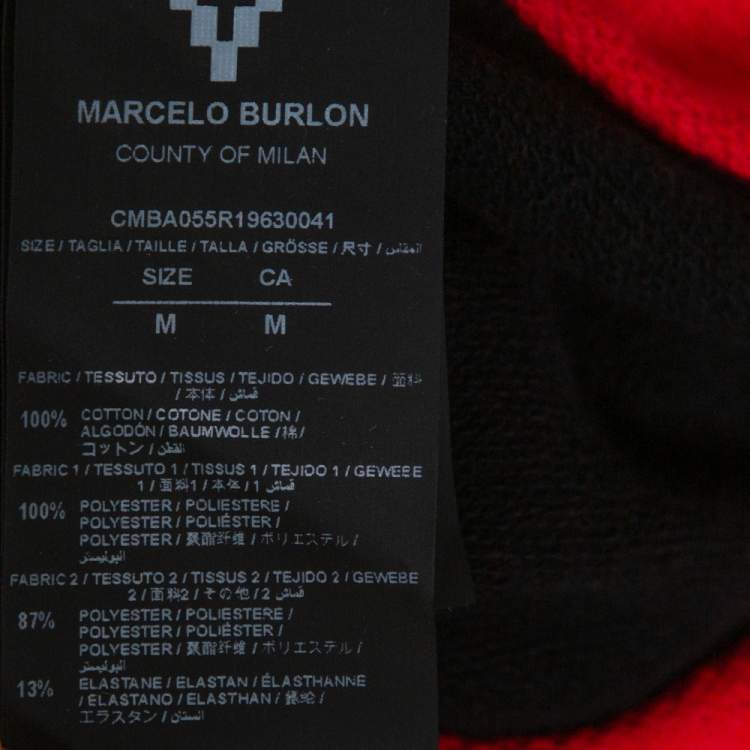 MARCELO BURLON
COUNTY OF MILAN
CMBA055R19630041
SIZE / TAGLIA / TAILLE / TALLA / GRÖSSE / 尺寸 / المقاس
SIZE CA
M M
FABRIC / TESSUTO / TISSUS / TEJIDO / GEWEBE / 面料
/ 本体 / قماش
100% COTTON / COTONE / COTON /
ALGODÓN / BAUMWOLLE / 棉 /
コットン / القطن
FABRIC 1 / TESSUTO 1 / TISSUS 1 / TEJIDO 1 / GEWEBE
1 / 面料1 / 本体 / 1 قماش
100% POLYESTER / POLIESTERE /
POLYESTER / POLIÉSTER /
POLYESTER / 聚酯纤维 / ポリエステル /
البوليستر
FABRIC 2 / TESSUTO 2 / TISSUS 2 / TEJIDO 2 / GEWEBE
2 / 面料2 / その他 / 2 قماش
87% POLYESTER / POLIESTERE /
POLYESTER / POLIÉSTER /
POLYESTER / 聚酯纤维 / ポリエステル /
البوليستر
13% ELASTANE / ELASTAN / ÉLASTHANNE
/ ELASTANO / ELASTHAN / 氨纶 /
エラスタン / الستان